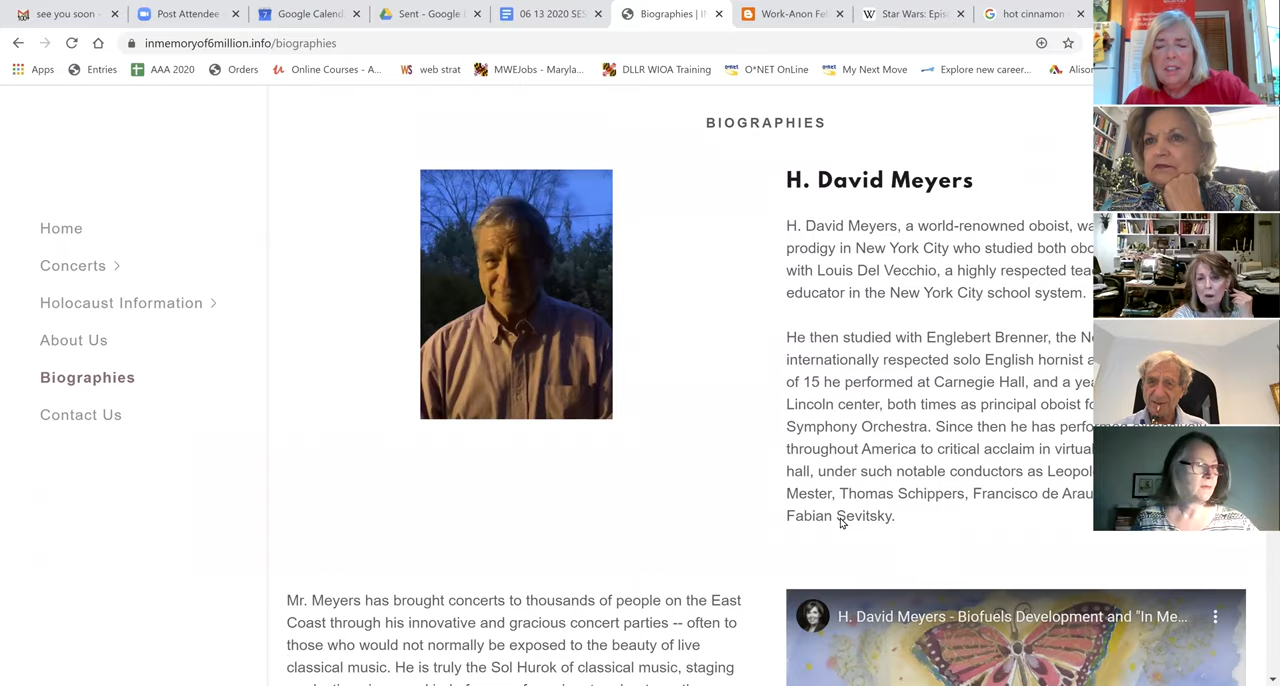 see you soon -
Post Attendee
Google Calend
Sent - Google
06 13 2020 SES
Biographies | I
Work-Anon Fel
Star Wars: Epis
hot cinnamon
inmemoryof6million.info/biographies
Apps
Entries
AAA 2020
Orders
Online Courses - A...
web strat
MWEJobs - Maryla...
DLLR WIOA Training
O*NET OnLine
My Next Move
Explore new career...
Aliso
BIOGRAPHIES
Home
Concerts
Holocaust Information
About Us
Biographies
Contact Us
H. David Meyers
H. David Meyers, a world-renowned oboist, wa
prodigy in New York City who studied both obo
with Louis Del Vecchio, a highly respected tea
educator in the New York City school system.
He then studied with Englebert Brenner, the N
internationally respected solo English hornist a
of 15 he performed at Carnegie Hall, and a yea
Lincoln center, both times as principal oboist fo
Symphony Orchestra. Since then he has performed extensively
throughout America to critical acclaim in virtua
hall, under such notable conductors as Leopol
Mester, Thomas Schippers, Francisco de Arau
Fabian Sevitsky.
Mr. Meyers has brought concerts to thousands of people on the East
Coast through his innovative and gracious concert parties -- often to
those who would not normally be exposed to the beauty of live
classical music. He is truly the Sol Hurok of classical music, staging
H. David Meyers - Biofuels Development and "In Me...